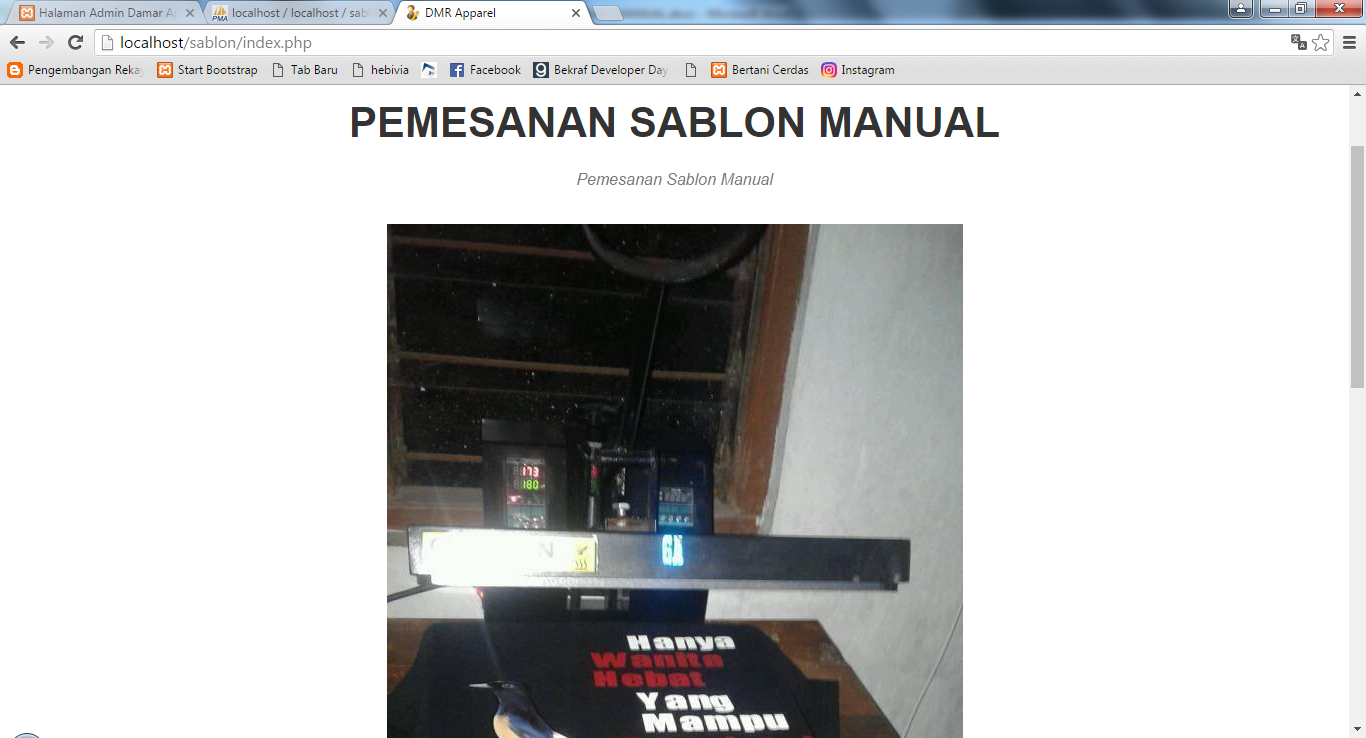 Halaman Admin Damar A
localhost / localhost / sabl
DMR Apparel
localhost/sablon/index.php
Pengembangan Reka
Start Bootstrap
Tab Baru
hebivia
Facebook
Bekraf Developer Day
Bertani Cerdas
Instagram
PEMESANAN SABLON MANUAL
Pemesanan Sablon Manual
173
180
Hanya
Wanita
Hebat
Yang
Mampu